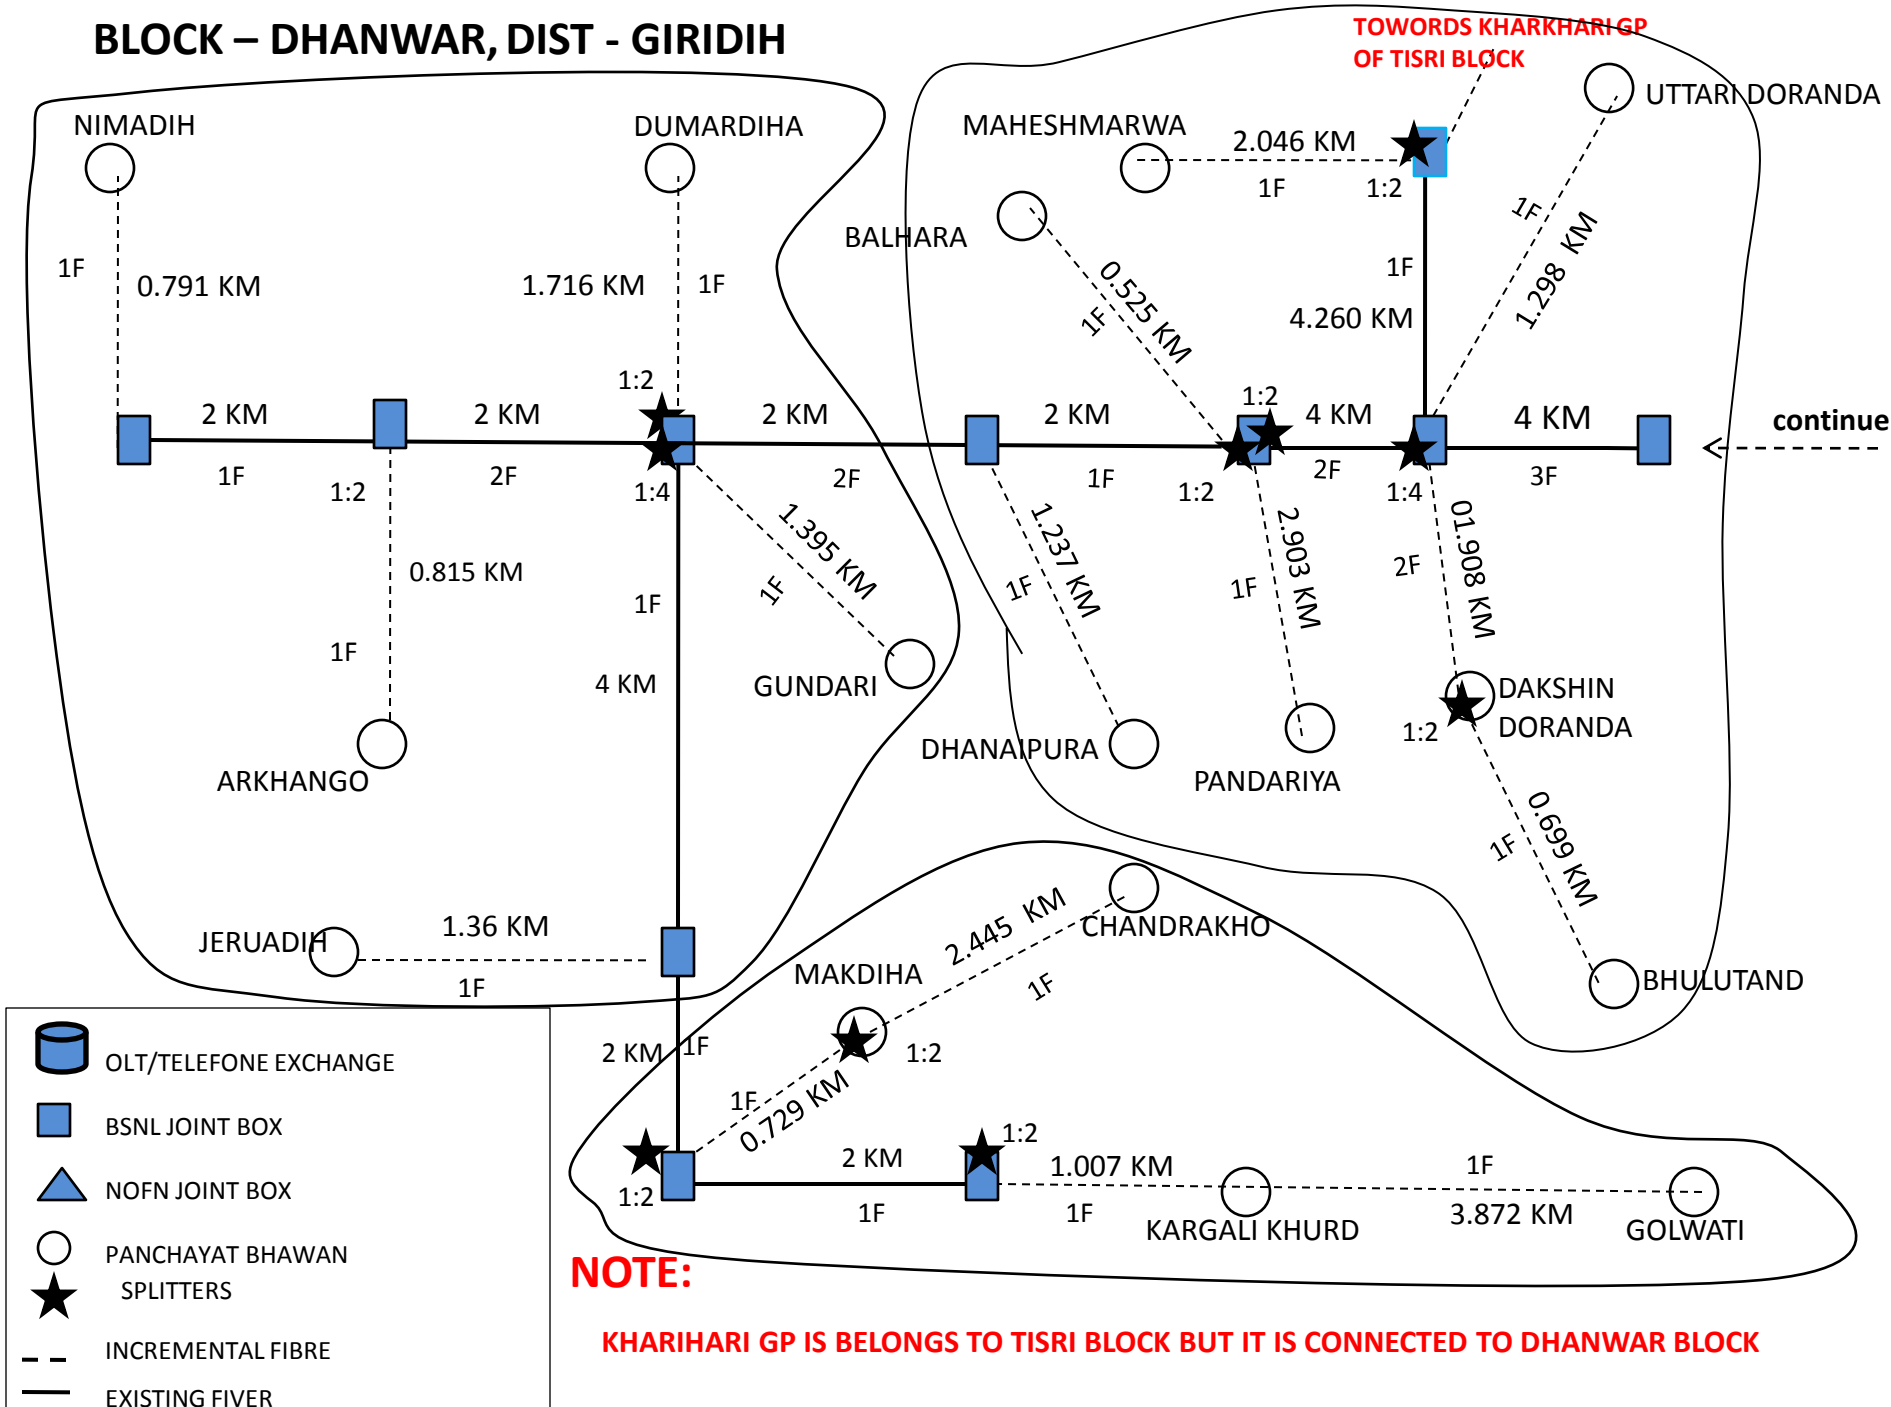 BLOCK – DHANWAR, DIST - GIRIDIH
TOWORDS KHARKHARI GP
OF TISRI BLOCK
UTTARI DORANDA
NIMADIH
DUMARDIHA
MAHESHMARWA
2.046 KM
1F
1:2
BALHARA
1F
0.791 KM
1.716 KM
1F
0.525 KM
1F
1F
4.260 KM
1F
1.298 KM
1:2
1:2
2 KM
2 KM
2 KM
2 KM
4 KM
4 KM
continue
1F
1:2
2F
1:4
2F
1F
1:2
2F
1:4
3F
0.815 KM
1F
1F
4 KM
1.395 KM
1F
GUNDARI
1.237 KM
1F
2.903 KM
1F
01.908 KM
2F
DAKSHIN
DORANDA
1:2
ARKHANGO
DHANAIPURA
PANDARIYA
0.699 KM
1F
BHULUTAND
JERUADIH
1.36 KM
1F
2.445 KM
1F
CHANDRAKHO
MAKDIHA
1:2
2 KM
1F
1F
0.729 KM
1:2
2 KM
1F
1:2
1.007 KM
1F
1F
3.872 KM
KARGALI KHURD
GOLWATI
OLT/TELEFONE EXCHANGE
BSNL JOINT BOX
NOFN JOINT BOX
PANCHAYAT BHAWAN
SPLITTERS
INCREMENTAL FIBRE
EXISTING FIVER
NOTE:
KHARIHARI GP IS BELONGS TO TISRI BLOCK BUT IT IS CONNECTED TO DHANWAR BLOCK